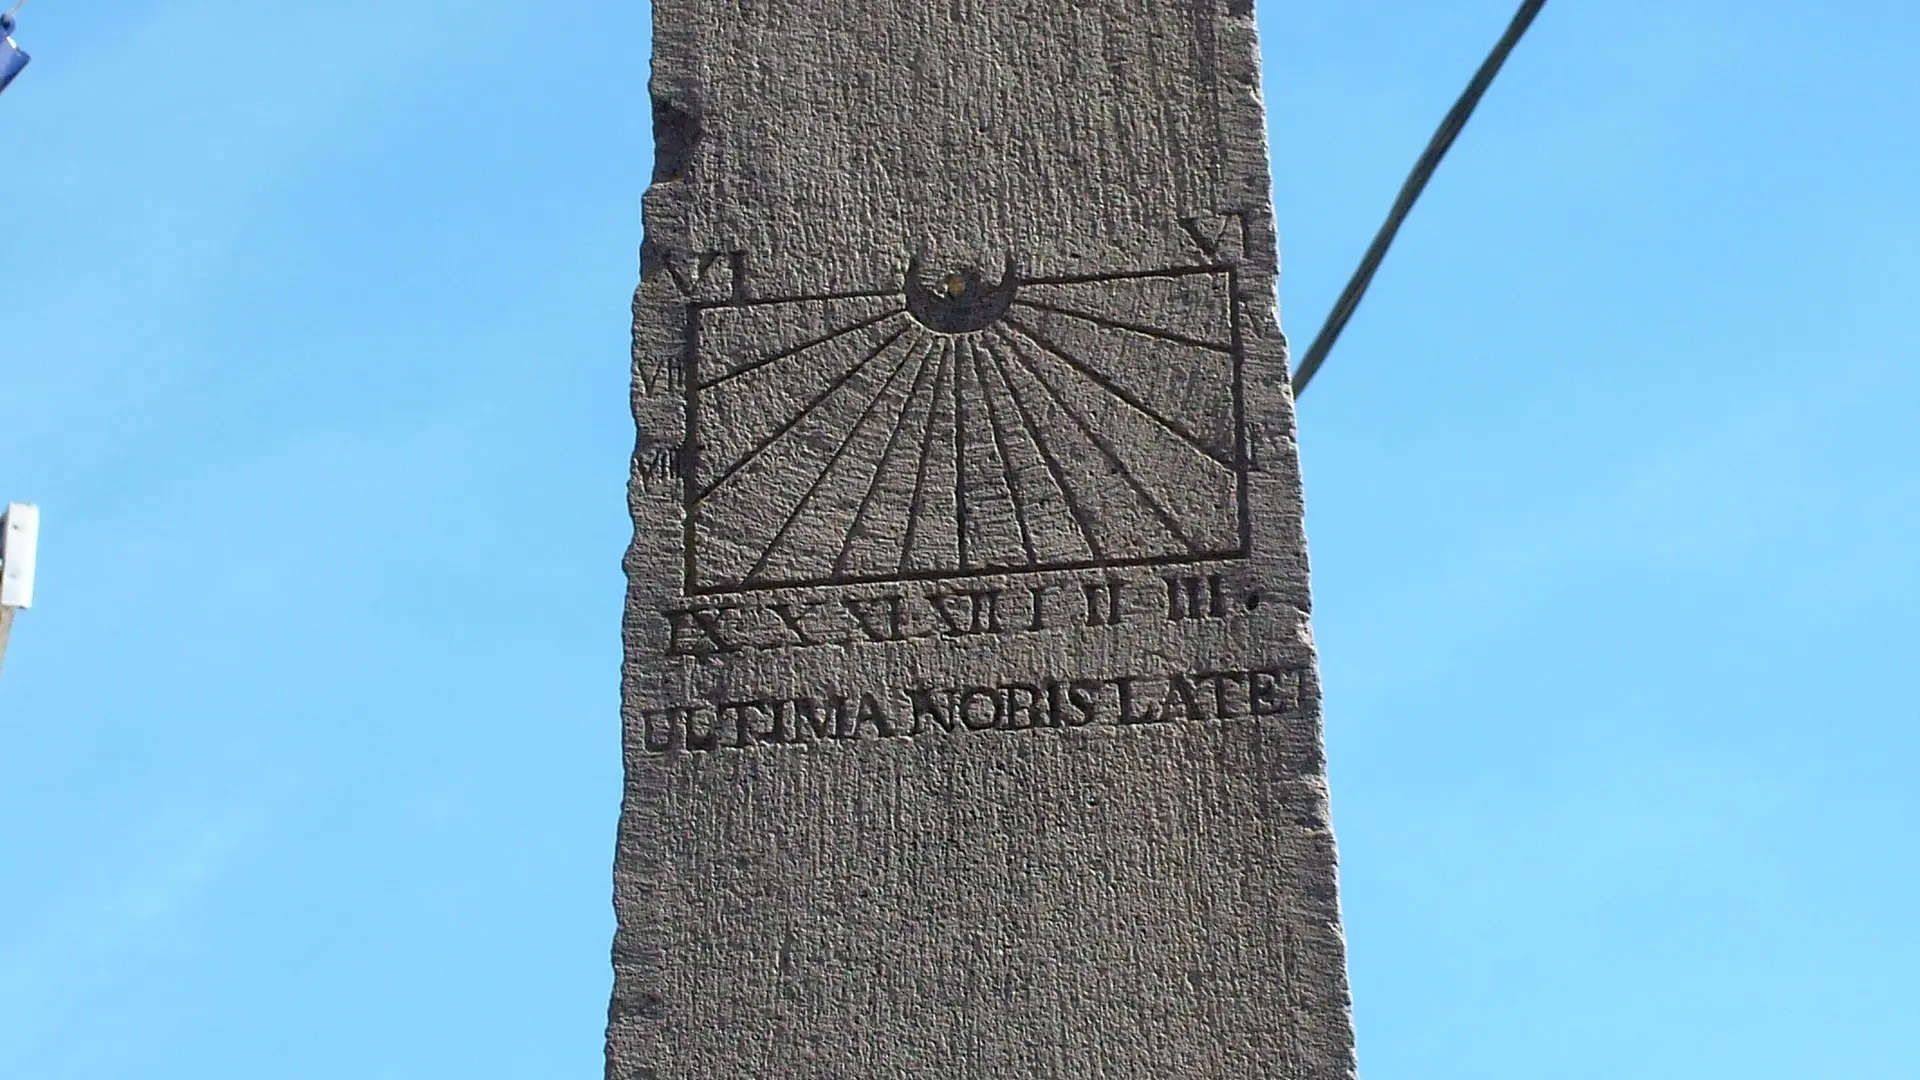 VI VI
VII
VIII
IX X XI XII I II III
ULTIMA NOBIS LATET